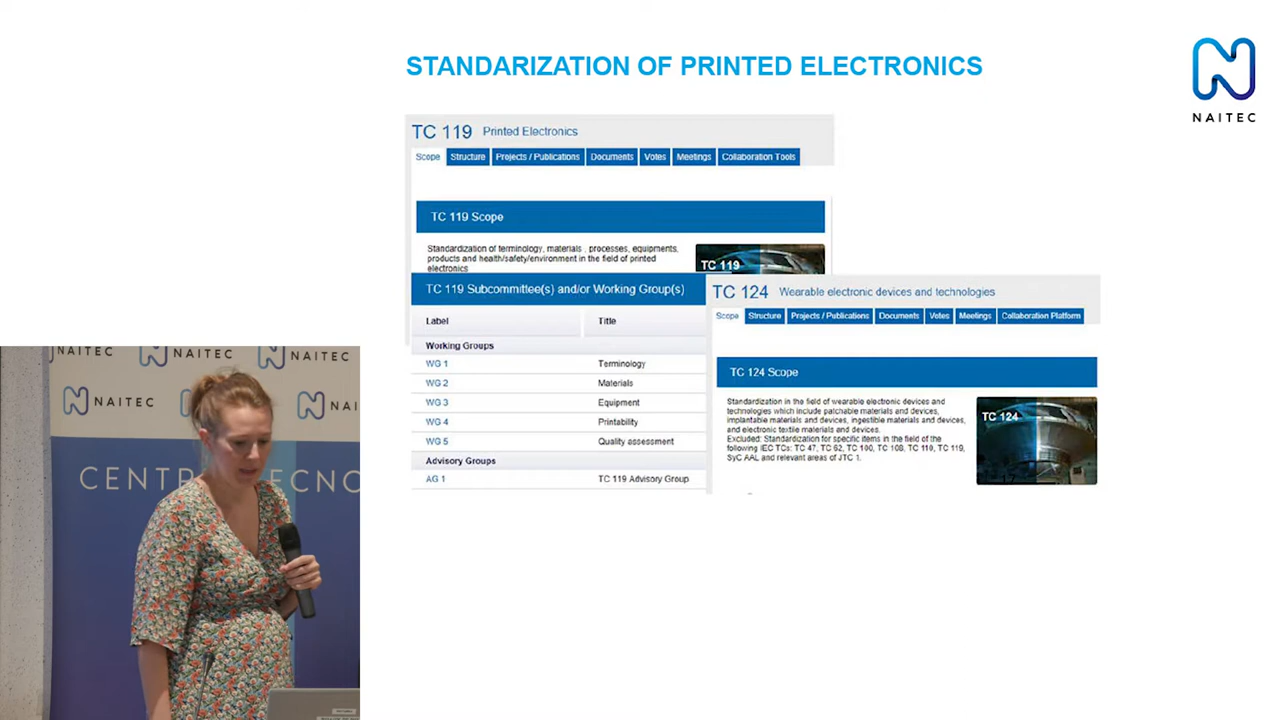 STANDARIZATION OF PRINTED ELECTRONICS
NAITEC
TC 119 Printed Electronics
Scope Structure Projects / Publications Documents Votes Meetings Collaboration Tools
TC 119 Scope
Standardization of terminology, materials , processes, equipments,
products and health/safety/environment in the field of printed
electronics
TC 119
TC 119 Subcommittee(s) and/or Working Group(s)
Label Title
Working Groups
WG 1 Terminology
WG 2 Materials
WG 3 Equipment
WG 4 Printability
WG 5 Quality assessment
Advisory Groups
AG 1 TC 119 Advisory Group
TC 124 Wearable electronic devices and technologies
Scope Structure Projects / Publications Documents Votes Meetings Collaboration Platform
TC 124 Scope
Standardization in the field of wearable electronic devices and
technologies which include patchable materials and devices,
implantable materials and devices, ingestible materials and devices,
and electronic textile materials and devices.
Excluded: Standardization for specific items in the field of the
following IEC TCs: TC 47, TC 62, TC 100, TC 108, TC 110, TC 119,
SyC AAL and relevant areas of JTC 1.
TC 124
NAITEC NAITEC NAITEC
NAITEC NAI
CENTR TECNO